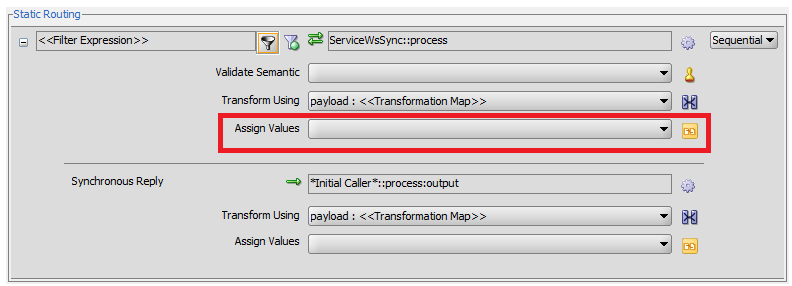 Static Routing
<<Filter Expression>> ServiceWsSync::process Sequential
Validate Semantic
Transform Using payload : <<Transformation Map>>
Assign Values
Synchronous Reply *Initial Caller*::process:output
Transform Using payload : <<Transformation Map>>
Assign Values